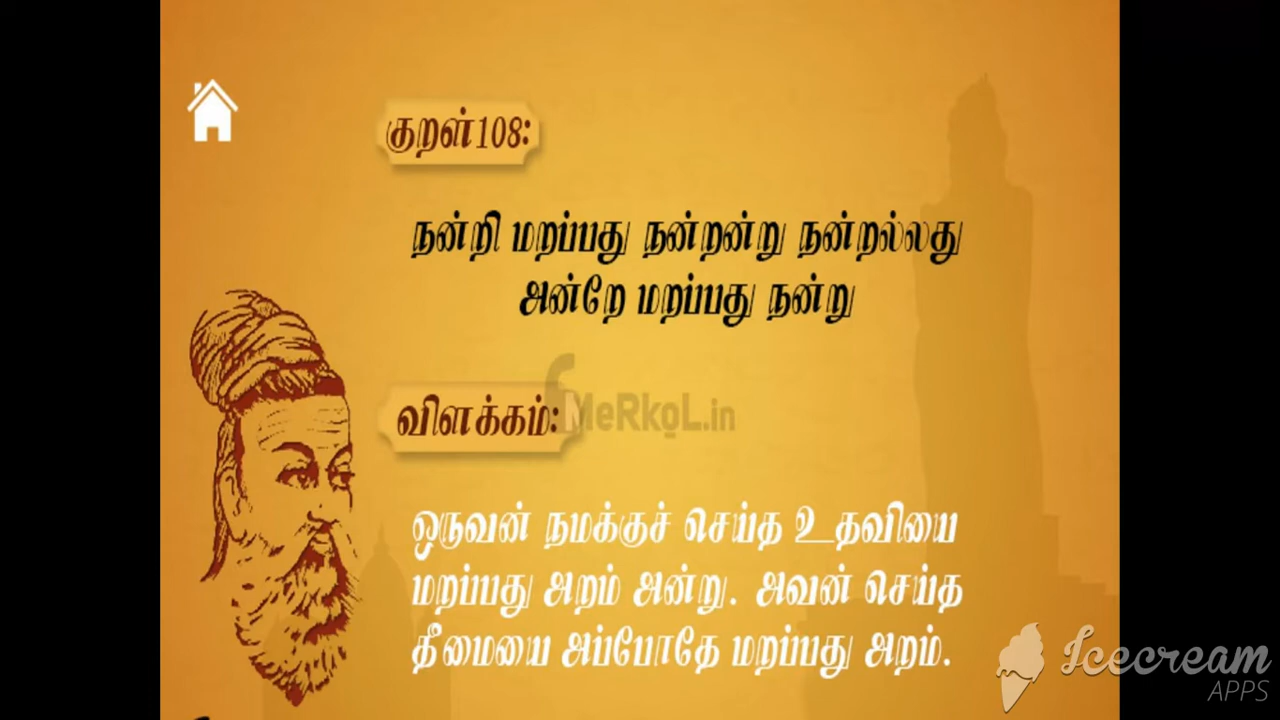 குறள்108:
நன்றி மறப்பது நன்றன்று நன்றல்லது
அன்றே மறப்பது நன்று
MeRkoL.in
விளக்கம்:
ஒருவன் நமக்குச் செய்த உதவியை
மறப்பது அறம் அன்று. அவன் செய்த
தீமையை அப்போதே மறப்பது அறம்.
Icecream
APPS